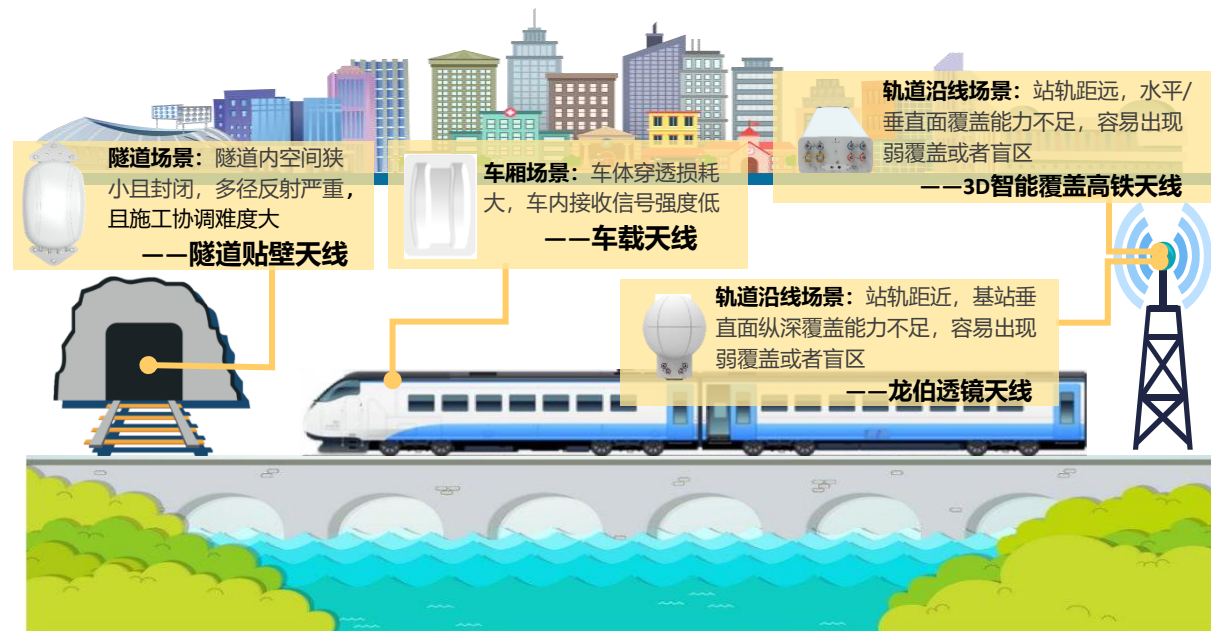 隧道场景：隧道内空间狭
小且封闭，多径反射严重，
且施工协调难度大
——隧道贴壁天线
车厢场景：车体穿透损耗
大，车内接收信号强度低
——车载天线
轨道沿线场景：站轨距远，水平/
垂直面覆盖能力不足，容易出现
弱覆盖或者盲区
——3D智能覆盖高铁天线
轨道沿线场景：站轨距近，基站垂
直面纵深覆盖能力不足，容易出现
弱覆盖或者盲区
——龙伯透镜天线